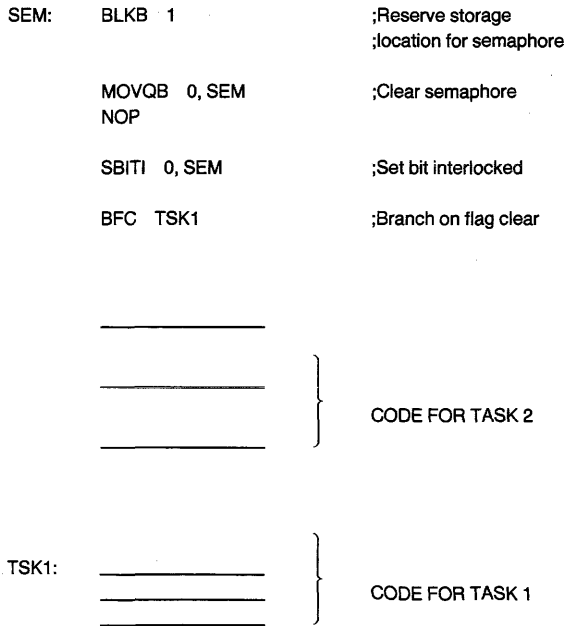 SEM: BLKB 1 ;Reserve storage
;location for semaphore
MOVQB 0, SEM ;Clear semaphore
NOP
SBITI 0, SEM ;Set bit interlocked
BFC TSK1 ;Branch on flag clear
CODE FOR TASK 2
TSK1:
CODE FOR TASK 1